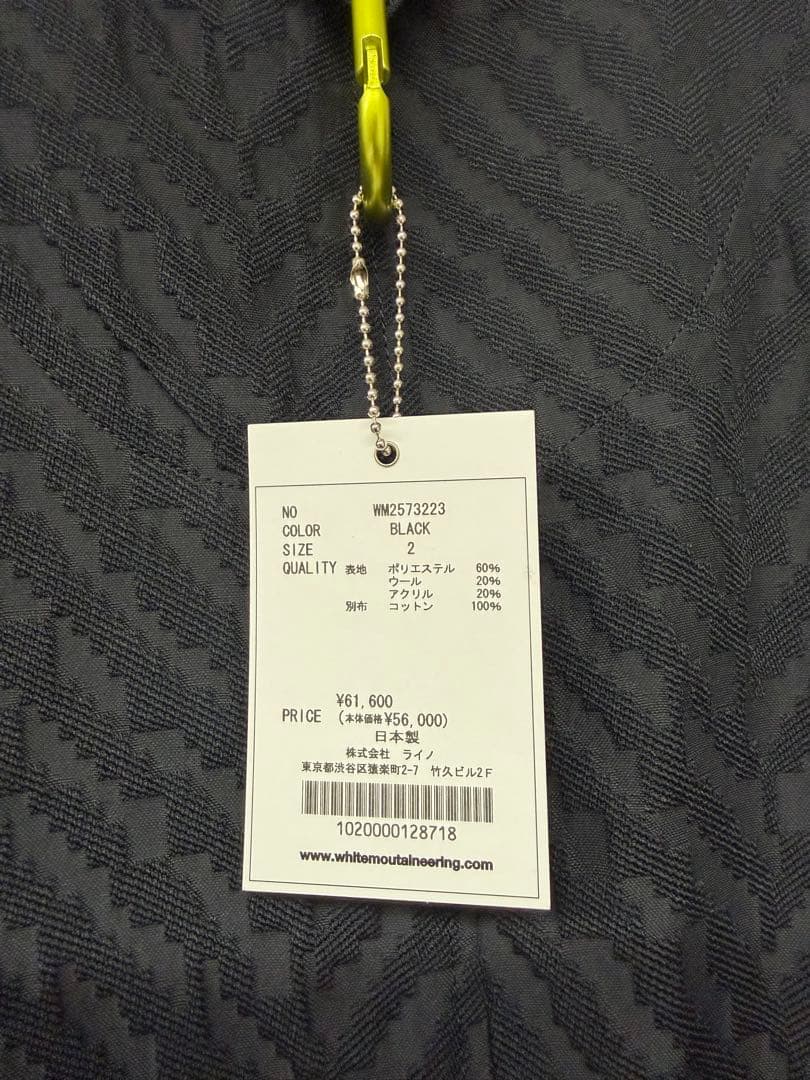 NO WM2573223
COLOR BLACK
SIZE 2
QUALITY 表地 ポリエステル 60%
ウール 20%
アクリル 20%
別布 コットン 100%
¥61,600
PRICE (本体価格¥56,000)
日本製
株式会社 ライノ
東京都渋谷区猿楽町2-7 竹久ビル2F
1020000128718
www.whitemoutaineering.com